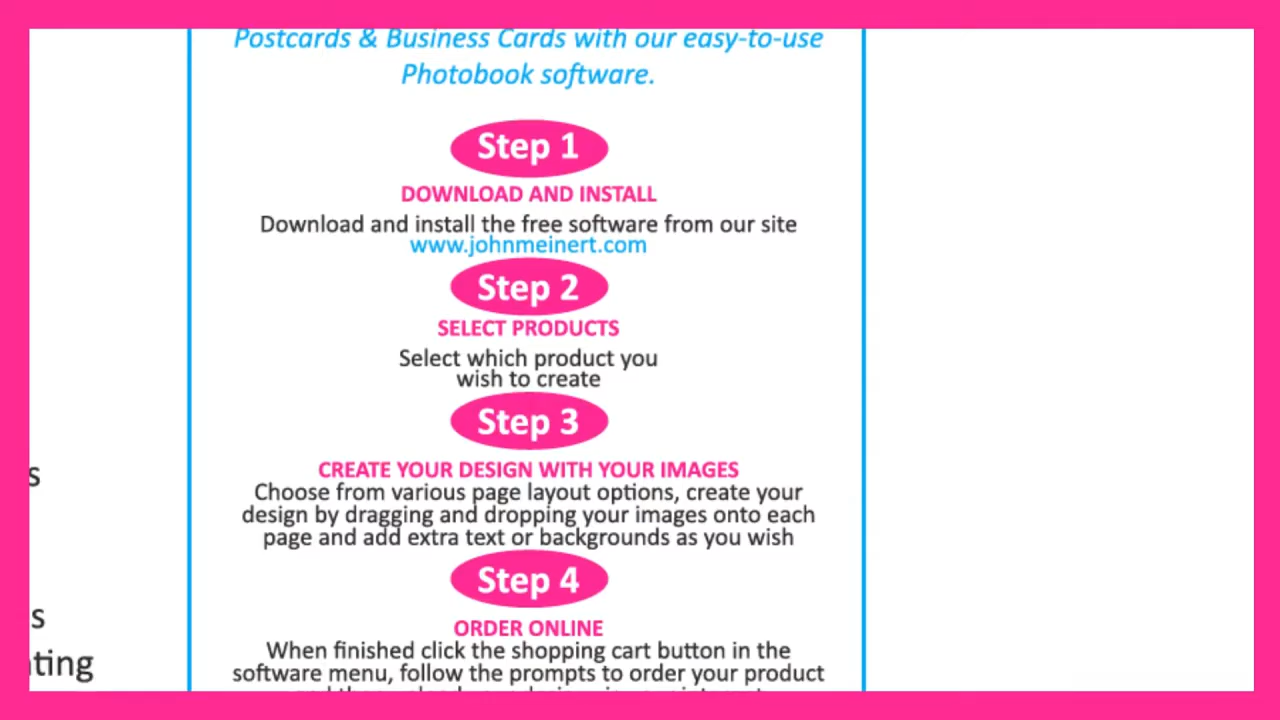 Postcards & Business Cards with our easy-to-use
Photobook software.
Step 1
DOWNLOAD AND INSTALL
Download and install the free software from our site
www.johnmeinert.com
Step 2
SELECT PRODUCTS
Select which product you
wish to create
Step 3
CREATE YOUR DESIGN WITH YOUR IMAGES
Choose from various page layout options, create your
design by dragging and dropping your images onto each
page and add extra text or backgrounds as you wish
Step 4
ORDER ONLINE
When finished click the shopping cart button in the
software menu, follow the prompts to order your product